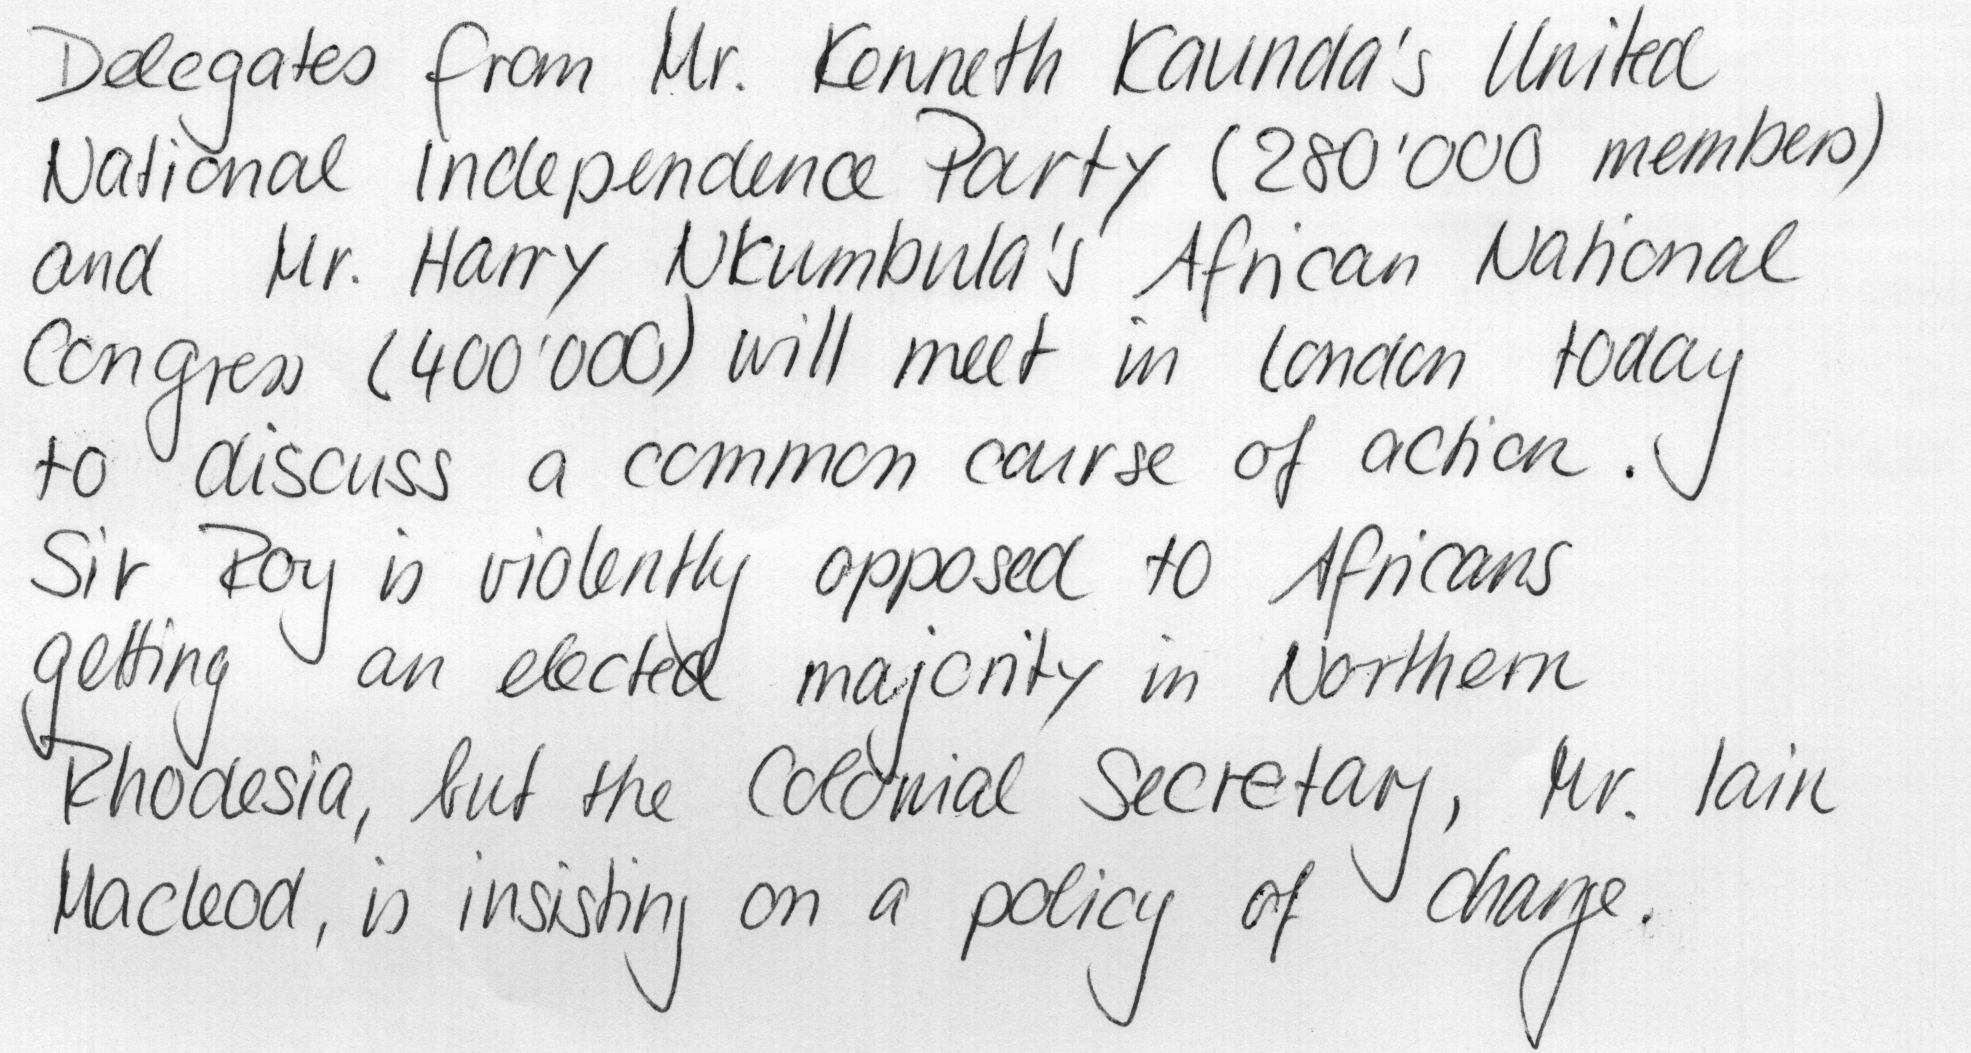 Delegates from Mr. Kenneth Kaunda's United
National Independence Party (280'000 members)
and Mr. Harry Nkumbula's African National
Congress (400'000) will meet in London today
to discuss a common course of action.
Sir Roy is violently opposed to Africans
getting an elected majority in Northern
Rhodesia, but the Colonial Secretary, Mr. Iain
Macleod, is insisting on a policy of change.